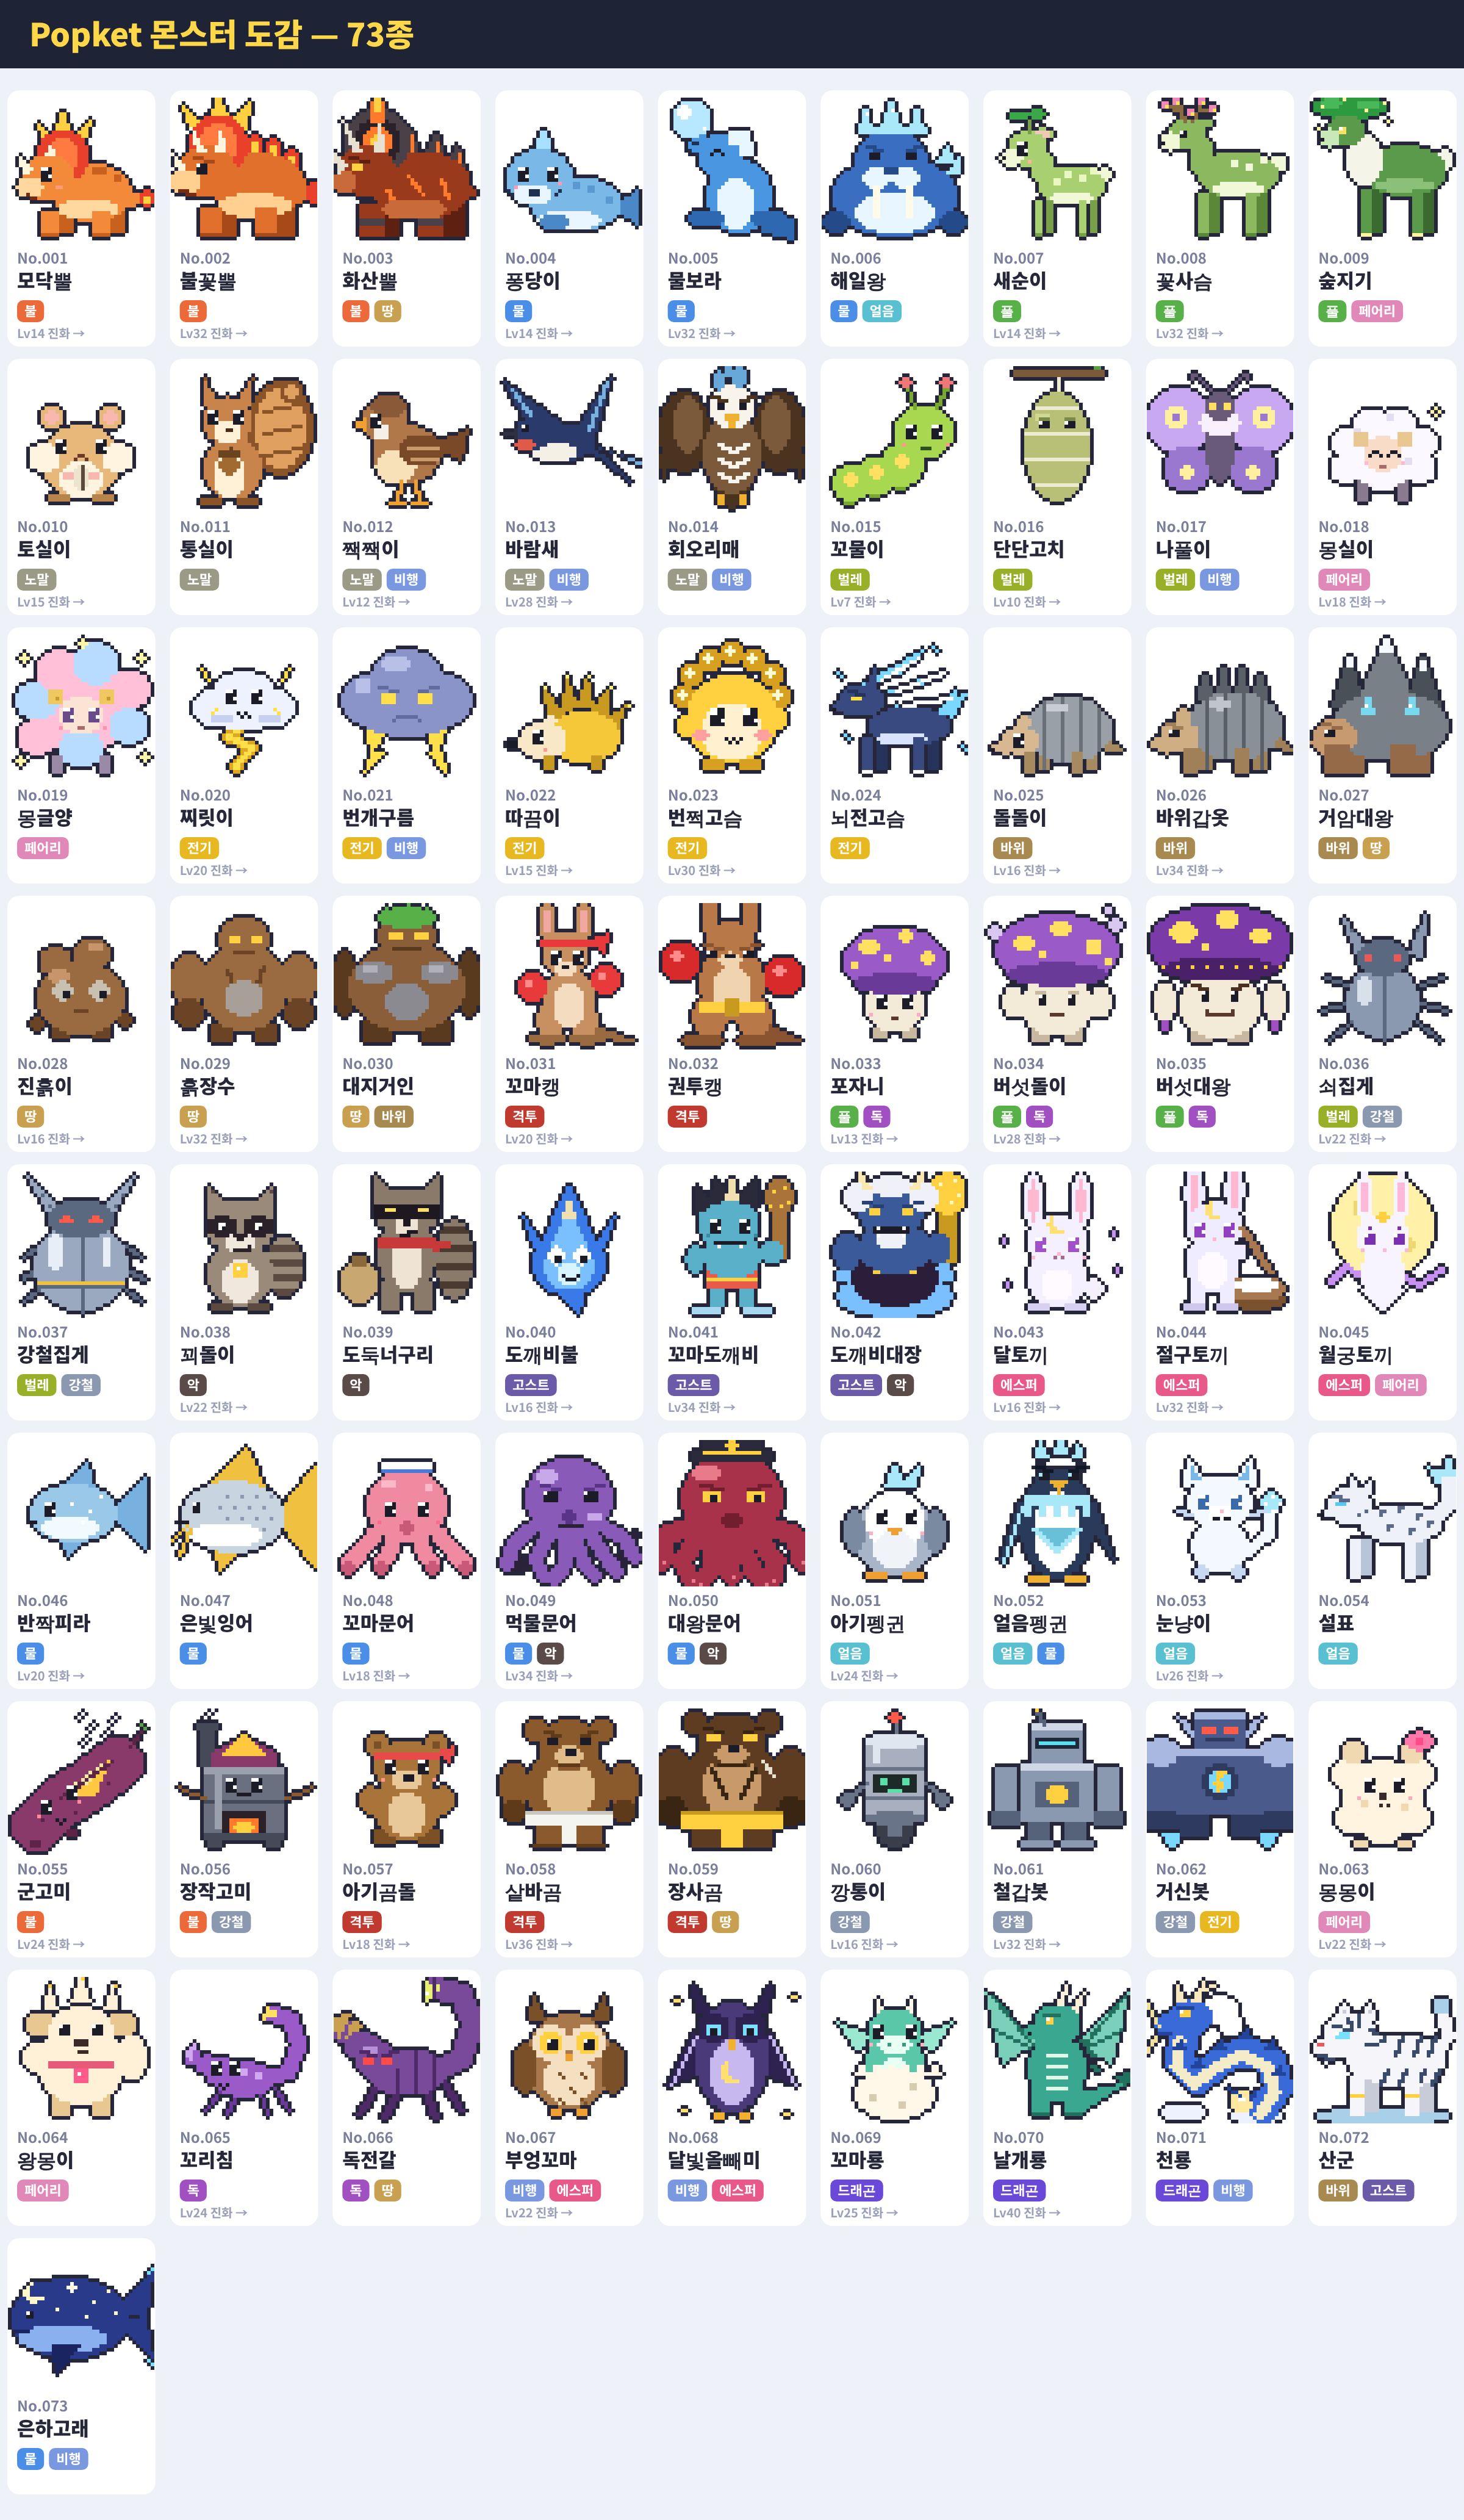 Popket 몬스터 도감 — 73종
No.001
모닥뿔
불
Lv14 진화 →
No.002
불꽃뿔
불
Lv32 진화 →
No.003
화산뿔
불 땅
No.004
퐁당이
물
Lv14 진화 →
No.005
물보라
물
Lv32 진화 →
No.006
해일왕
물 얼음
No.007
새순이
풀
Lv14 진화 →
No.008
꽃사슴
풀
Lv32 진화 →
No.009
숲지기
풀 페어리
No.010
토실이
노말
Lv15 진화 →
No.011
통실이
노말
No.012
짹짹이
노말 비행
Lv12 진화 →
No.013
바람새
노말 비행
Lv28 진화 →
No.014
회오리매
노말 비행
No.015
꼬물이
벌레
Lv7 진화 →
No.016
단단고치
벌레
Lv10 진화 →
No.017
나풀이
벌레 비행
No.018
몽실이
페어리
Lv18 진화 →
No.019
몽글양
페어리
No.020
찌릿이
전기
Lv20 진화 →
No.021
번개구름
전기 비행
No.022
따끔이
전기
Lv15 진화 →
No.023
번쩍고슴
전기
Lv30 진화 →
No.024
뇌전고슴
전기
No.025
돌돌이
바위
Lv16 진화 →
No.026
바위갑옷
바위
Lv34 진화 →
No.027
거암대왕
바위 땅
No.028
진흙이
땅
Lv16 진화 →
No.029
흙장수
땅
Lv32 진화 →
No.030
대지거인
땅 바위
No.031
꼬마캥
격투
Lv20 진화 →
No.032
권투캥
격투
No.033
포자니
풀 독
Lv13 진화 →
No.034
버섯돌이
풀 독
Lv28 진화 →
No.035
버섯대왕
풀 독
No.036
쇠집게
벌레 강철
Lv22 진화 →
No.037
강철집게
벌레 강철
No.038
꾀돌이
악
Lv22 진화 →
No.039
도둑너구리
악
No.040
도깨비불
고스트
Lv16 진화 →
No.041
꼬마도깨비
고스트
Lv34 진화 →
No.042
도깨비대장
고스트 악
No.043
달토끼
에스퍼
Lv16 진화 →
No.044
절구토끼
에스퍼
Lv32 진화 →
No.045
월궁토끼
에스퍼 페어리
No.046
반짝피라
물
Lv20 진화 →
No.047
은빛잉어
물
No.048
꼬마문어
물
Lv18 진화 →
No.049
먹물문어
물 악
Lv34 진화 →
No.050
대왕문어
물 악
No.051
아기펭귄
얼음
Lv24 진화 →
No.052
얼음펭귄
얼음 물
No.053
눈냥이
얼음
Lv26 진화 →
No.054
설표
얼음
No.055
군고미
불
Lv24 진화 →
No.056
장작고미
불 강철
No.057
아기곰돌
격투
Lv18 진화 →
No.058
샅바곰
격투
Lv36 진화 →
No.059
장사곰
격투 땅
No.060
깡통이
강철
Lv16 진화 →
No.061
철갑봇
강철
Lv32 진화 →
No.062
거신봇
강철 전기
No.063
몽몽이
페어리
Lv22 진화 →
No.064
왕몽이
페어리
No.065
꼬리침
독
Lv24 진화 →
No.066
독전갈
독 땅
No.067
부엉꼬마
비행 에스퍼
Lv22 진화 →
No.068
달빛올빼미
비행 에스퍼
No.069
꼬마룡
드래곤
Lv25 진화 →
No.070
날개룡
드래곤
Lv40 진화 →
No.071
천룡
드래곤 비행
No.072
산군
바위 고스트
No.073
은하고래
물 비행